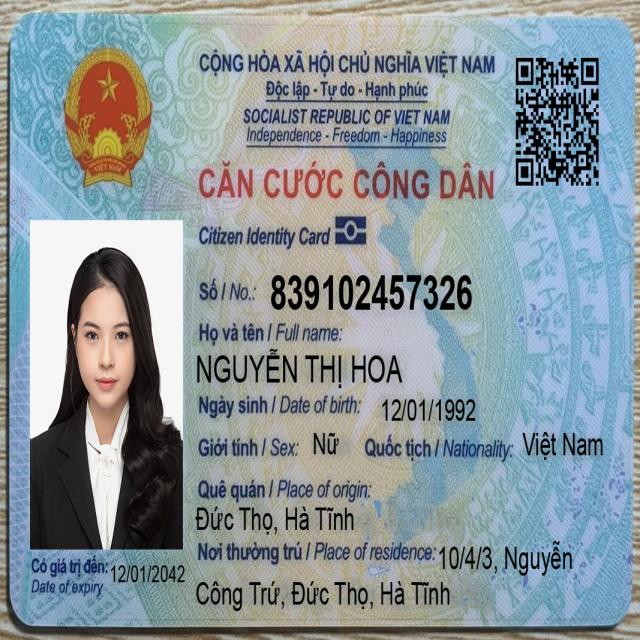 CỘNG HÒA XÃ HỘI CHỦ NGHĨA VIỆT NAM
Độc lập - Tự do - Hạnh phúc
SOCIALIST REPUBLIC OF VIET NAM
Independence - Freedom - Happiness
CĂN CƯỚC CÔNG DÂN
Citizen Identity Card
VIỆT NAM
Số / No.: 839102457326
Họ và tên / Full name:
NGUYỄN THỊ HOA
Ngày sinh / Date of birth: 12/01/1992
Giới tính / Sex: Nữ Quốc tịch / Nationality: Việt Nam
Quê quán / Place of origin:
Đức Thọ, Hà Tĩnh
Nơi thường trú / Place of residence: 10/4/3, Nguyễn
Công Trứ, Đức Thọ, Hà Tĩnh
Có giá trị đến: 12/01/2042
Date of expiry